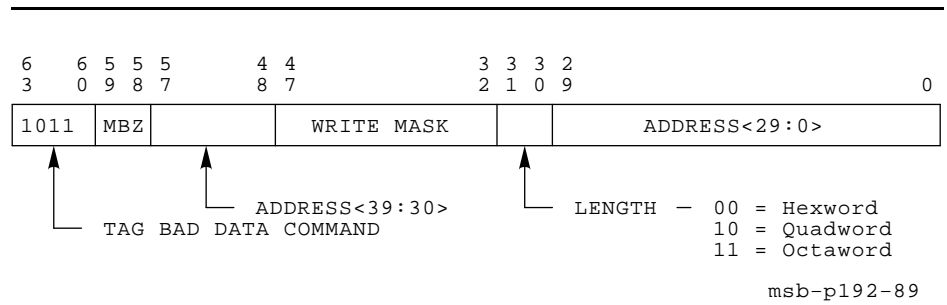 6 6 5 5 5 4 4 3 3 3 2
3 0 9 8 7 8 7 2 1 0 9 0
1011 MBZ WRITE MASK ADDRESS<29:0>
ADDRESS<39:30> LENGTH – 00 = Hexword
TAG BAD DATA COMMAND 10 = Quadword
11 = Octaword
msb-p192-89